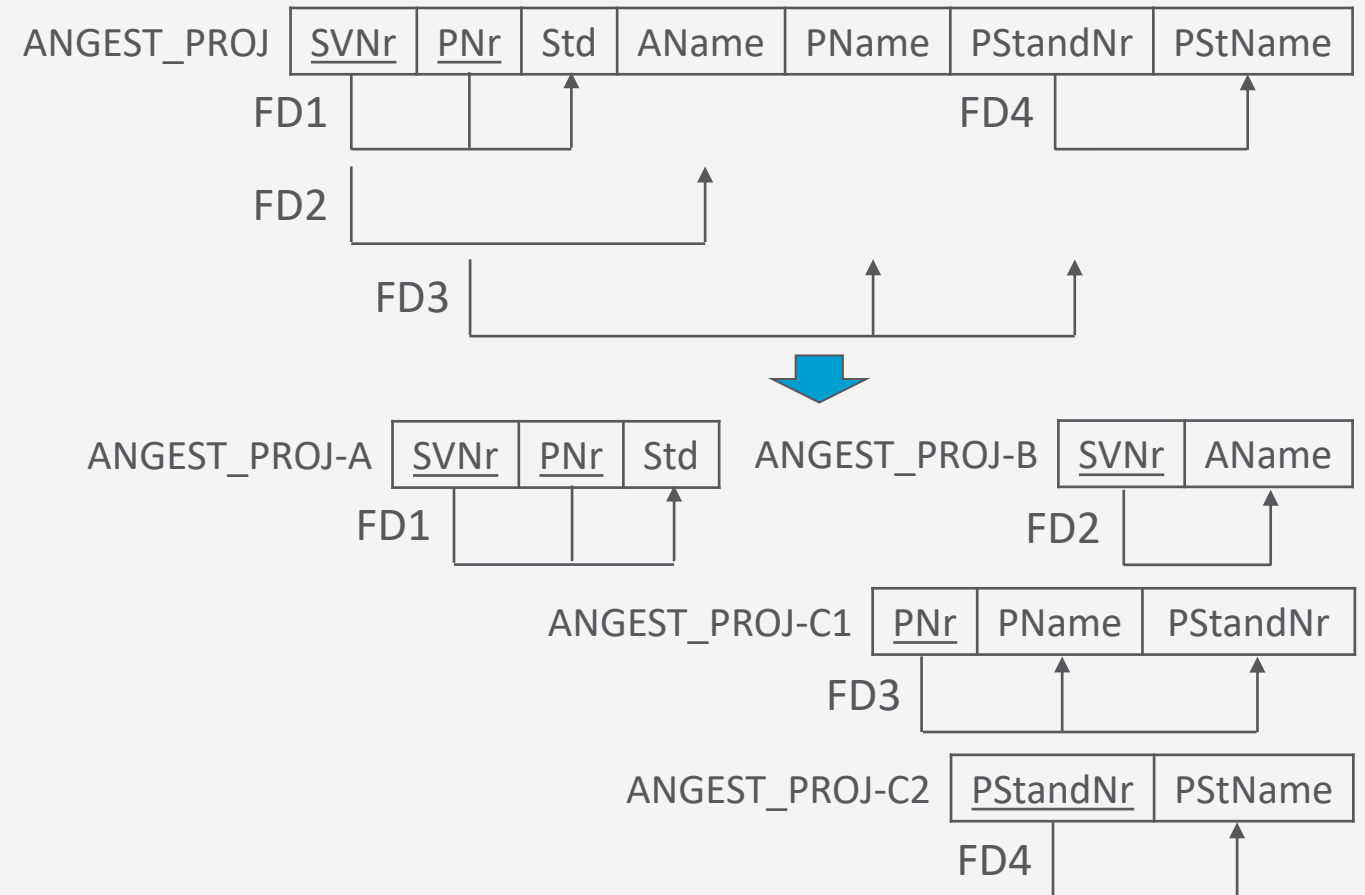 ANGEST_PROJ SVNr PNr Std AName PName PStandNr PStName
FD1 FD4
FD2
FD3
ANGEST_PROJ-A SVNr PNr Std ANGEST_PROJ-B SVNr AName
FD1 FD2
ANGEST_PROJ-C1 PNr PName PStandNr
FD3
ANGEST_PROJ-C2 PStandNr PStName
FD4